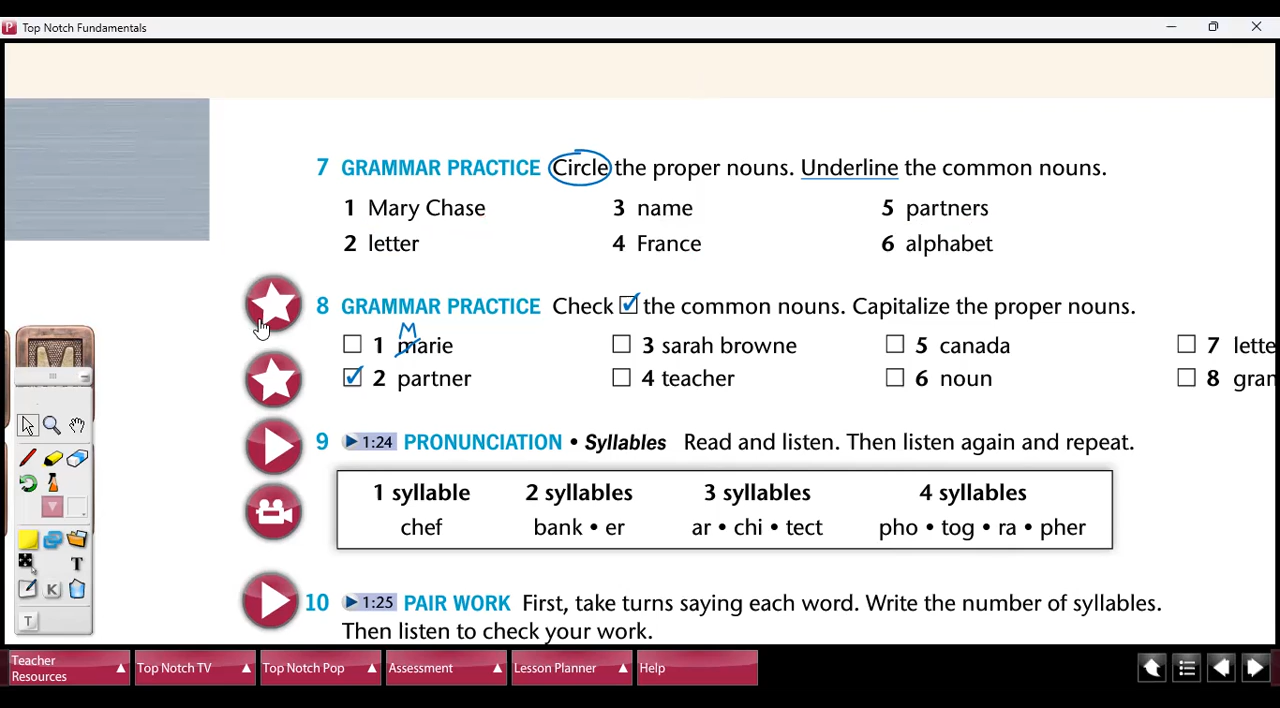 Top Notch Fundamentals
7 GRAMMAR PRACTICE Circle the proper nouns. Underline the common nouns.
1 Mary Chase 3 name 5 partners
2 letter 4 France 6 alphabet
8 GRAMMAR PRACTICE Check ☑ the common nouns. Capitalize the proper nouns.
M
☐ 1 marie ☐ 3 sarah browne ☐ 5 canada ☐ 7 lette
☑ 2 partner ☐ 4 teacher ☐ 6 noun ☐ 8 gran
9 ▶ 1:24 PRONUNCIATION • Syllables Read and listen. Then listen again and repeat.
1 syllable 2 syllables 3 syllables 4 syllables
chef bank • er ar • chi • tect pho • tog • ra • pher
10 ▶ 1:25 PAIR WORK First, take turns saying each word. Write the number of syllables.
Then listen to check your work.
T
K
T
Teacher
Resources Top Notch TV Top Notch Pop Assessment Lesson Planner Help